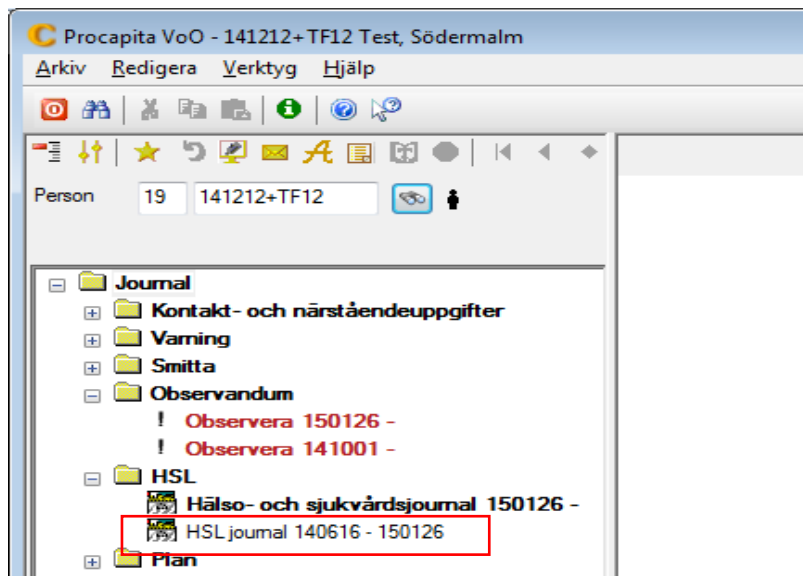 Procapita VoO - 141212+TF12 Test, Södermalm
Arkiv Redigera Verktyg Hjälp
Person 19 141212+TF12
Journal
Kontakt- och närståendeuppgifter
Varning
Smitta
Observandum
! Observera 150126 -
! Observera 141001 -
HSL
Hälso- och sjukvårdsjournal 150126 -
HSL journal 140616 - 150126
Plan